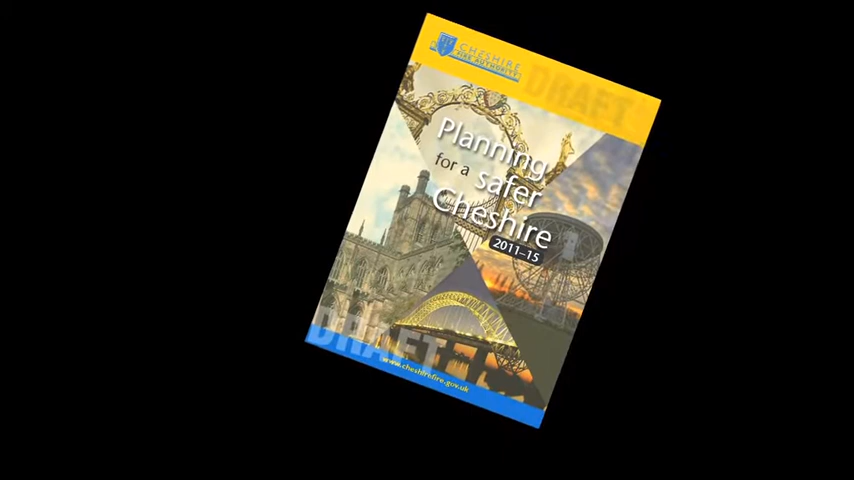 CHESHIRE
FIRE AUTHORITY
DRAFT
Planning
for a safer
Cheshire
2011–15
DRAFT
www.cheshirefire.gov.uk